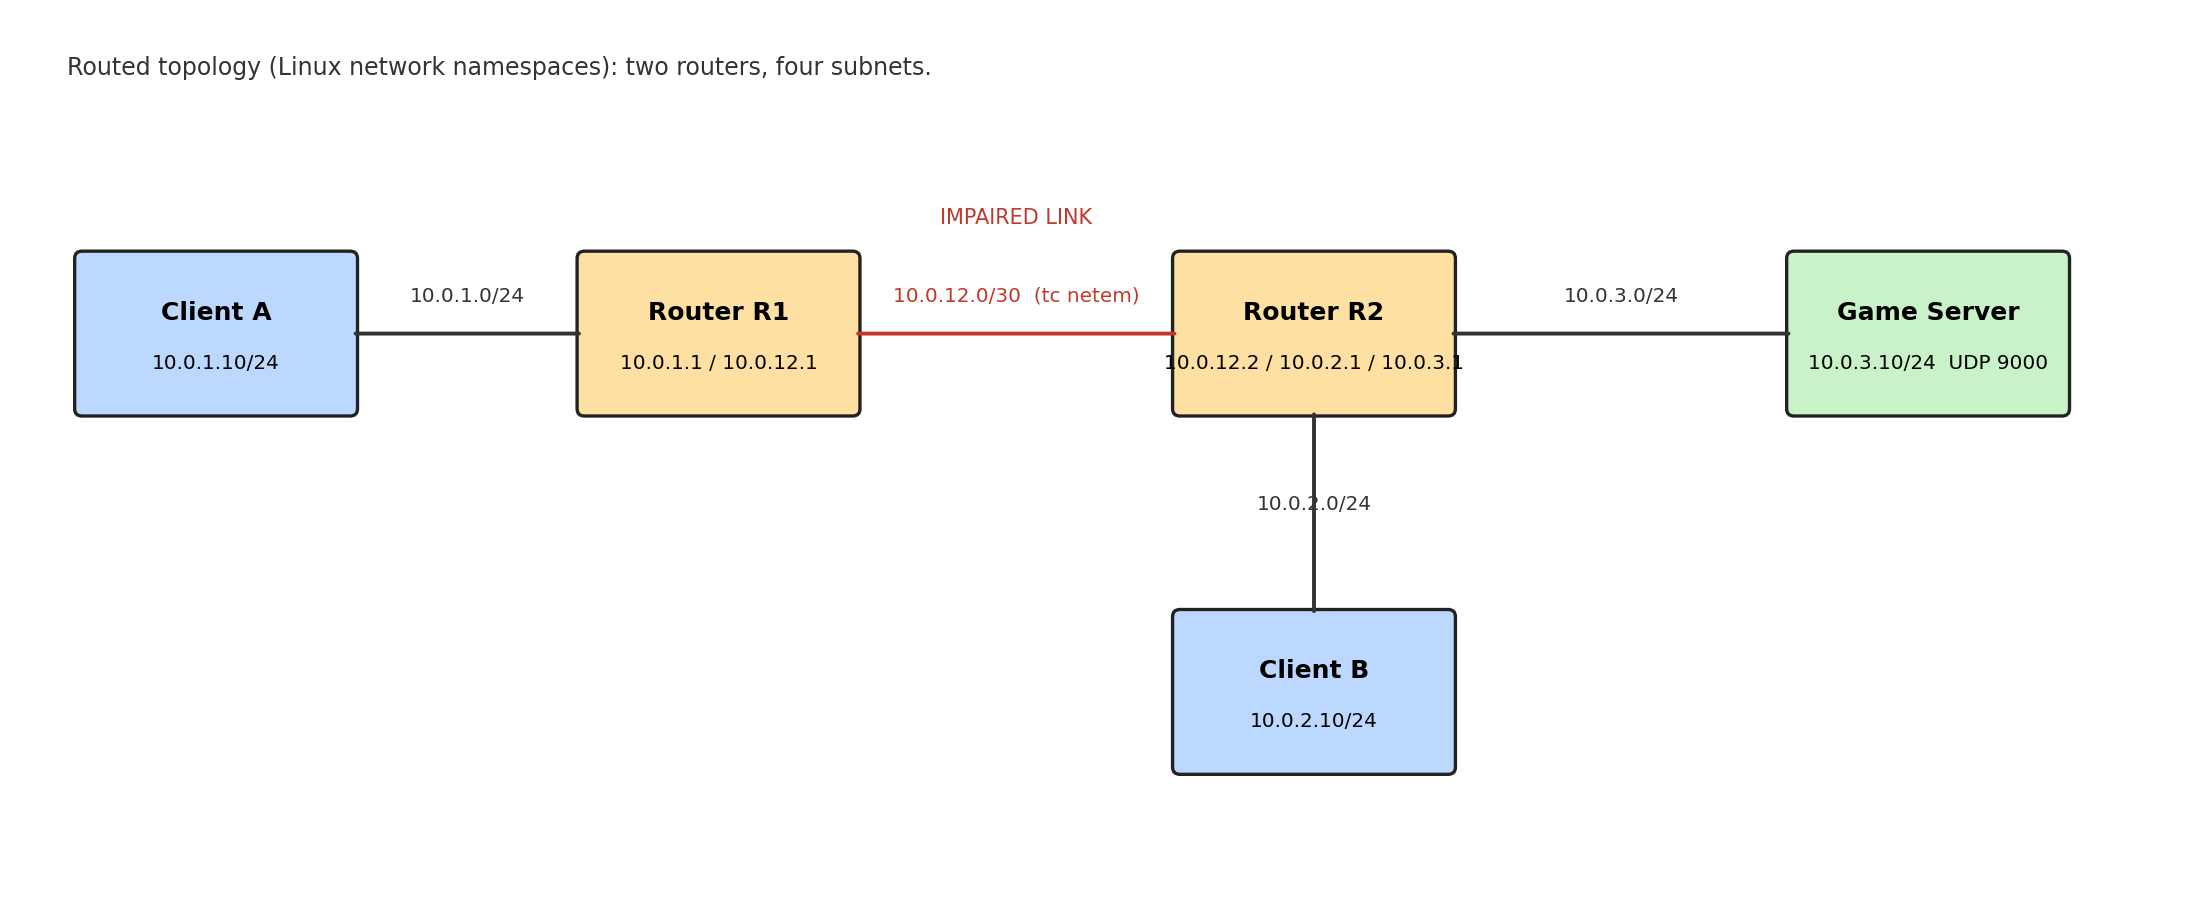 Routed topology (Linux network namespaces): two routers, four subnets.
IMPAIRED LINK
10.0.1.0/24
10.0.12.0/30  (tc netem)
10.0.3.0/24
Client A
10.0.1.10/24
Router R1
10.0.1.1 / 10.0.12.1
Router R2
10.0.12.2 / 10.0.2.1 / 10.0.3.1
Game Server
10.0.3.10/24  UDP 9000
10.0.2.0/24
Client B
10.0.2.10/24